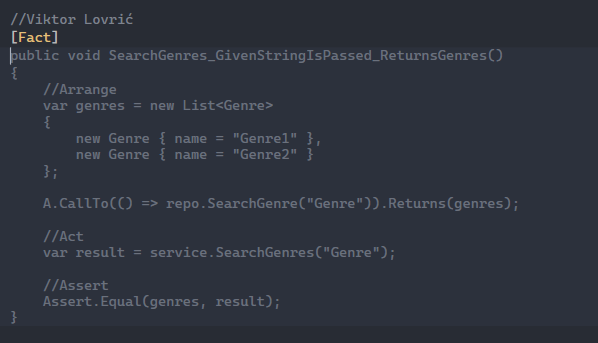 //Viktor Lovrić
[Fact]
public void SearchGenres_GivenStringIsPassed_ReturnsGenres()
{
    //Arrange
    var genres = new List<Genre>
    {
        new Genre { name = "Genre1" },
        new Genre { name = "Genre2" }
    };

    A.CallTo(() => repo.SearchGenre("Genre")).Returns(genres);

    //Act
    var result = service.SearchGenres("Genre");

    //Assert
    Assert.Equal(genres, result);
}